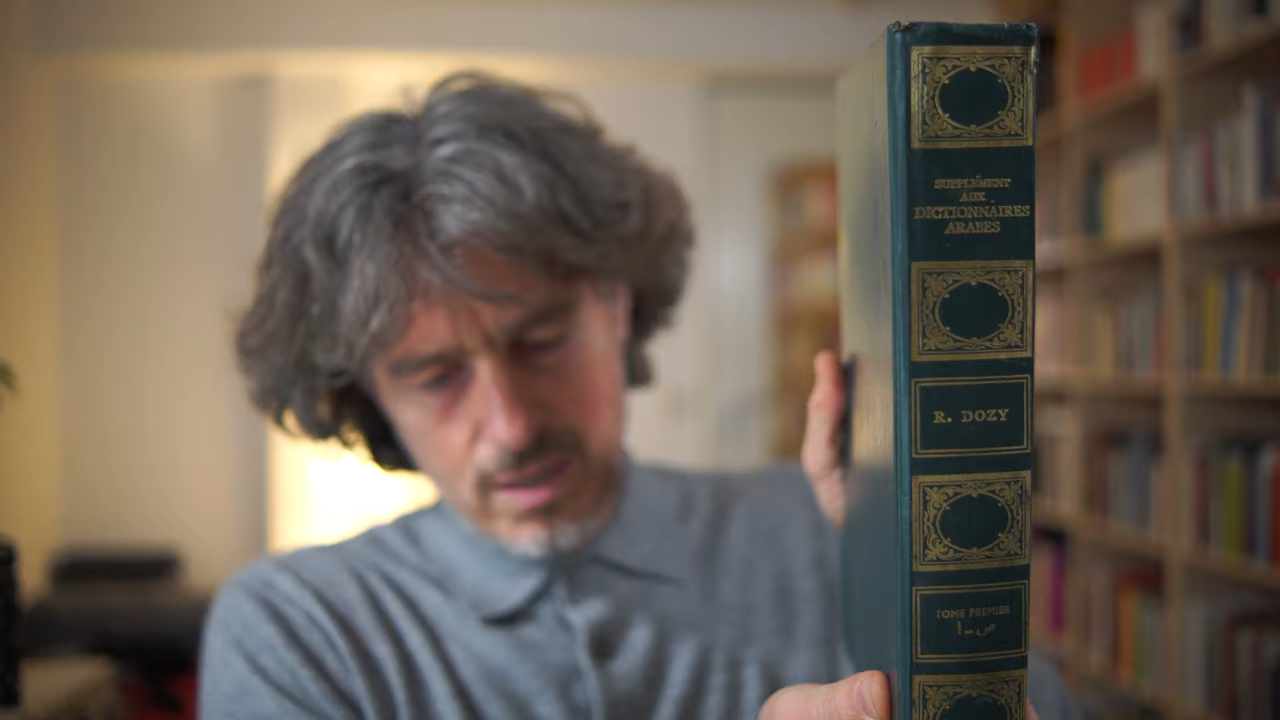 SUPPLÉMENT
AUX
DICTIONNAIRES
ARABES
R. DOZY
TOME PREMIER
ا - ص